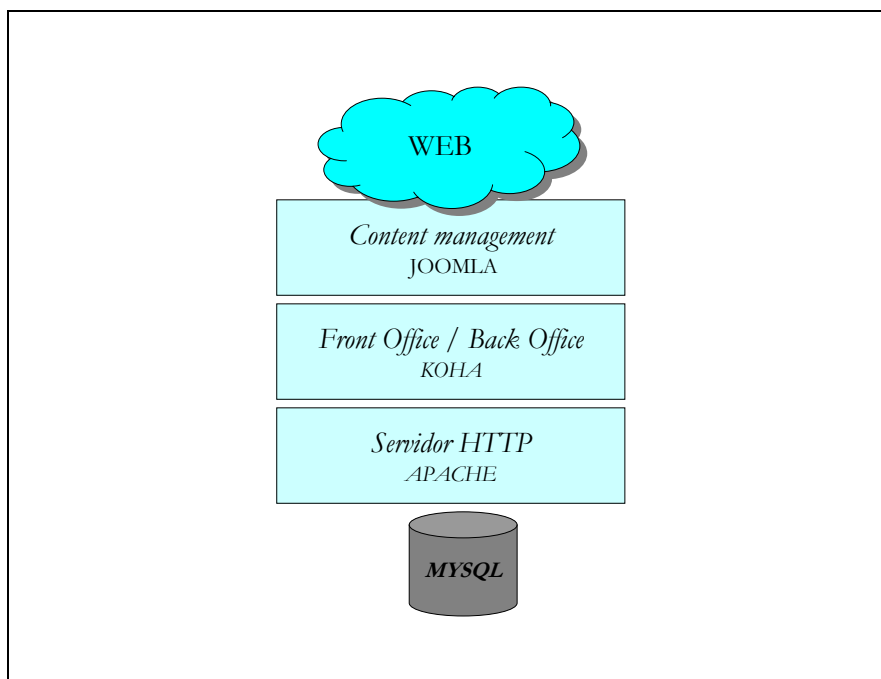 WEB
Content management
JOOMLA
Front Office / Back Office
KOHA
Servidor HTTP
APACHE
MYSQL